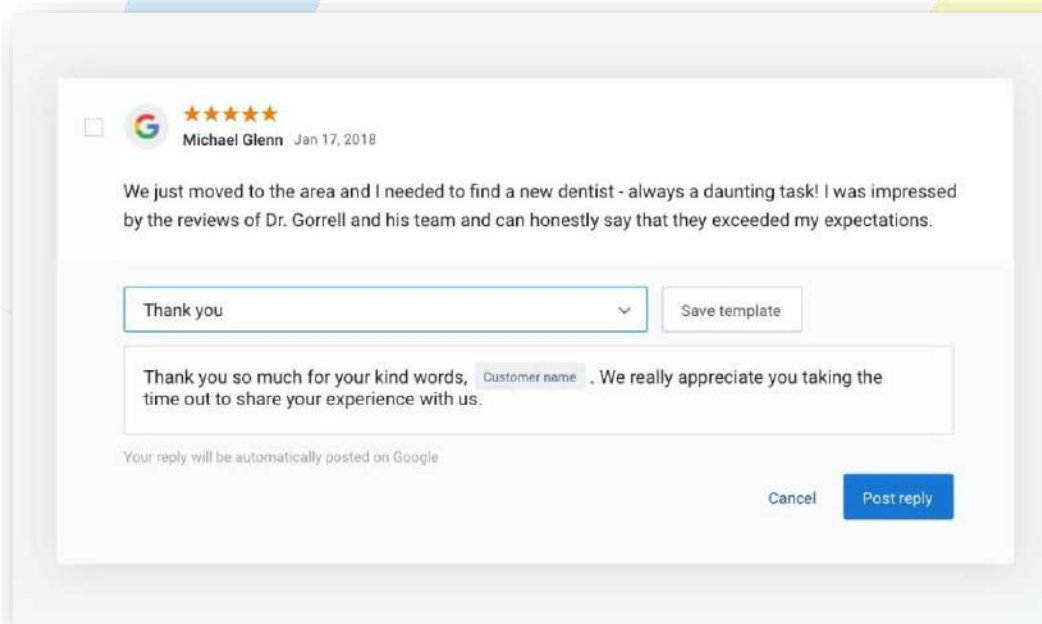 G
Michael Glenn Jan 17, 2018
We just moved to the area and I needed to find a new dentist - always a daunting task! I was impressed
by the reviews of Dr. Gorrell and his team and can honestly say that they exceeded my expectations.
Thank you
Save template
Thank you so much for your kind words, Customer name . We really appreciate you taking the
time out to share your experience with us.
Your reply will be automatically posted on Google
Cancel
Post reply